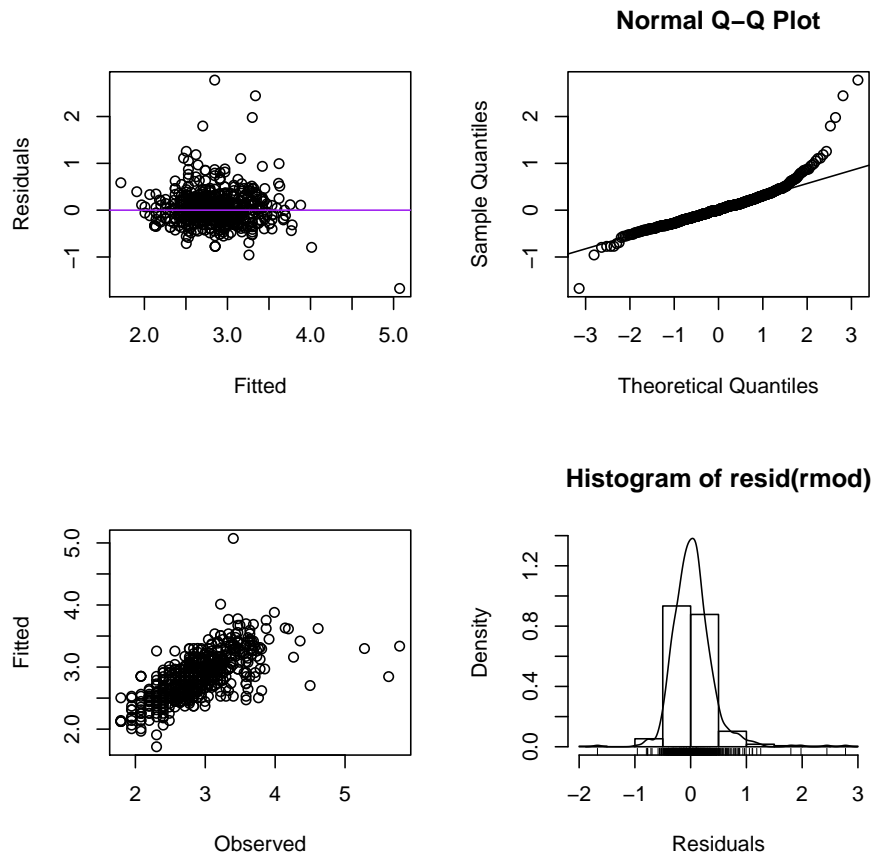 Residuals
2
1
0
−1
2.0 3.0 4.0 5.0
Fitted
Normal Q−Q Plot
Sample Quantiles
2
1
0
−1
−3 −2 −1 0 1 2 3
Theoretical Quantiles
Fitted
5.0
4.0
3.0
2.0
2 3 4 5
Observed
Histogram of resid(rmod)
Density
1.2
0.8
0.4
0.0
−2 −1 0 1 2 3
Residuals